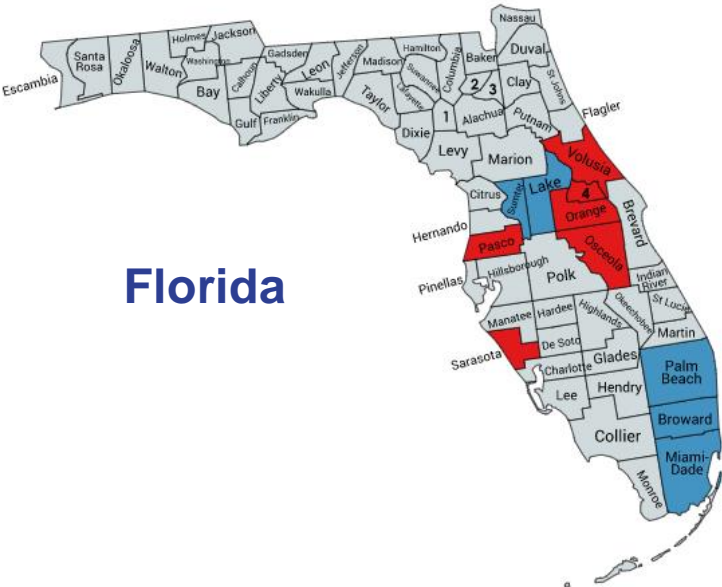 Nassau
Holmes
Jackson
Santa
Rosa
Okaloosa
Walton
Washington
Gadsden
Leon
Jefferson
Madison
Hamilton
Suwannee
Columbia
Baker
Duval
Escambia
Bay
Calhoun
Liberty
Wakulla
Taylor
Lafayette
2
3
Clay
St Johns
Gulf
Franklin
1
Alachua
Putnam
Flagler
Dixie
Levy
Marion
Volusia
Citrus
Sumter
Lake
4
Orange
Brevard
Hernando
Pasco
Osceola
Florida
Pinellas
Hillsborough
Polk
Indian
River
Manatee
Hardee
Highlands
Okeechobee
St Lucie
Martin
Sarasota
De Soto
Charlotte
Glades
Palm
Beach
Lee
Hendry
Broward
Collier
Miami-
Dade
Monroe